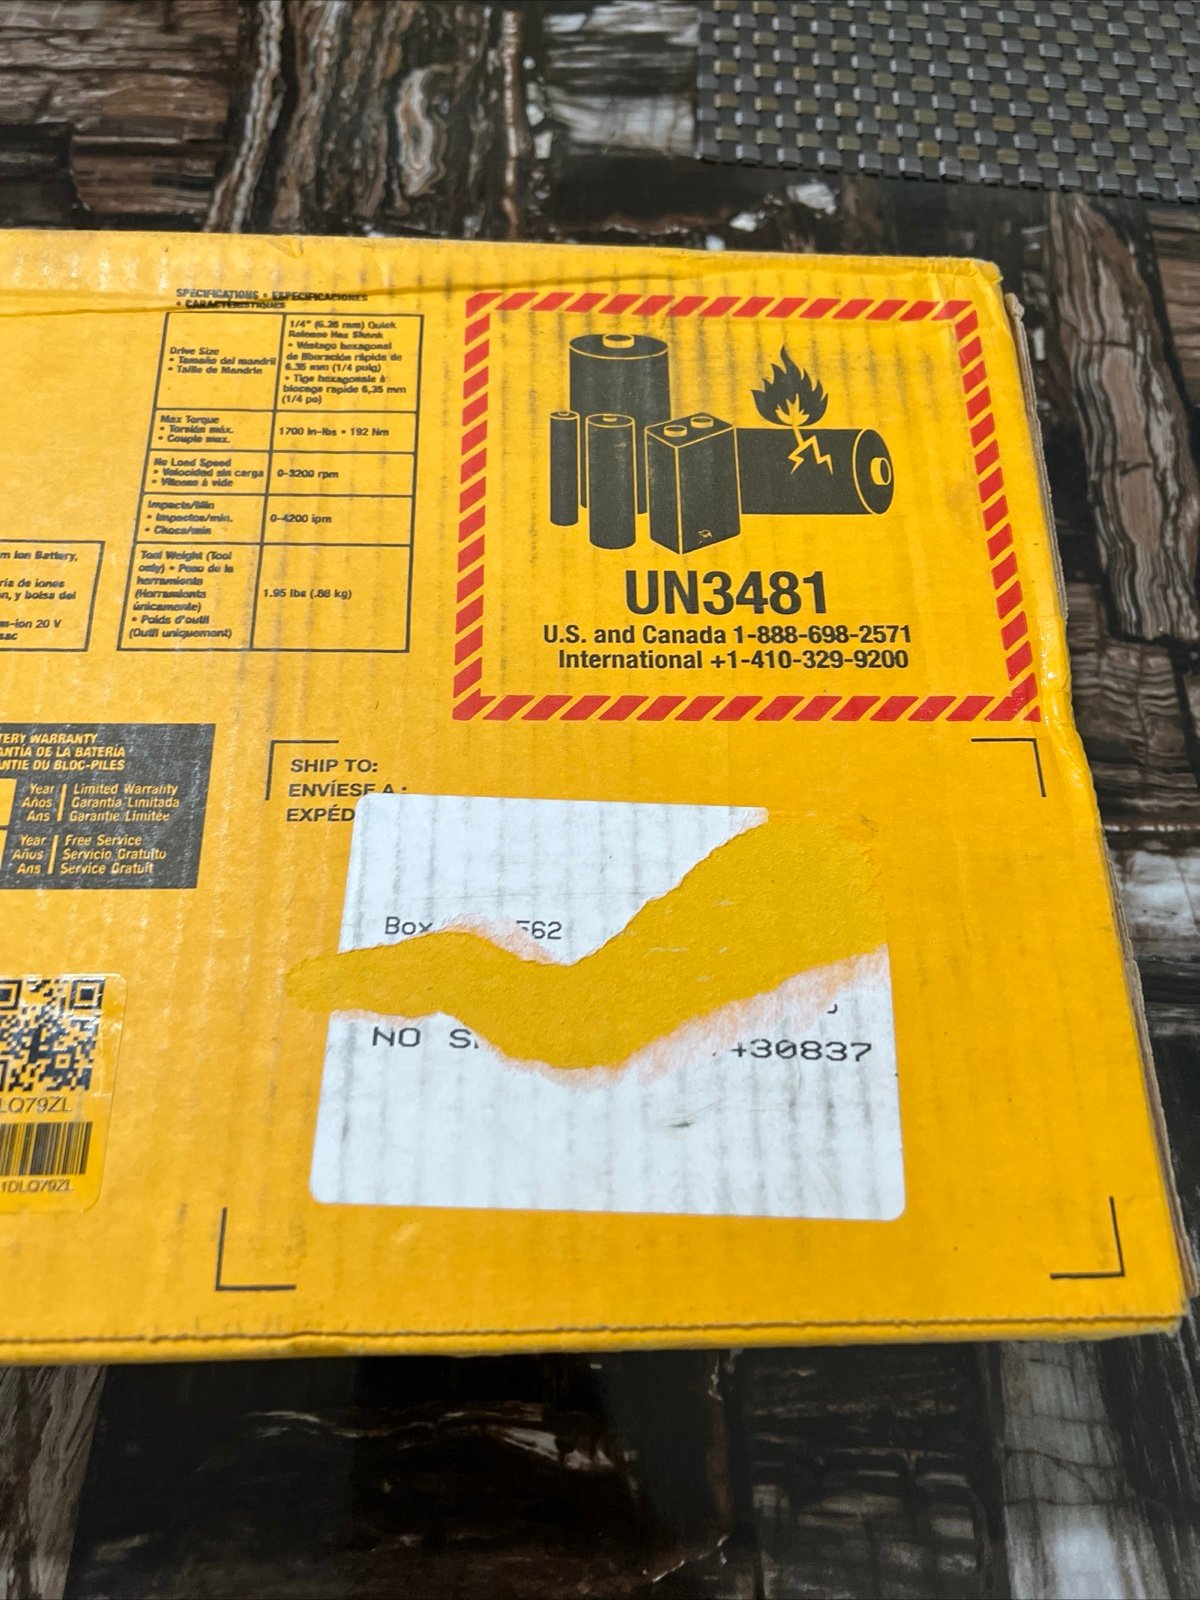 SPECIFICATIONS • ESPECIFICACIONES
• CARACTÉRISTIQUES
Drive Size
• Tamaño del mandril
• Taille de Mandrin
1/4" (6.35 mm) Quick
Release Hex Shank
• Vástago hexagonal
de liberación rápida de
6.35 mm (1/4 pulg)
• Tige hexagonale à
blocage rapide 6,35 mm
(1/4 po)
Max Torque
• Torsión máx.
• Couple max.
1700 in-lbs • 192 Nm
No Load Speed
• Velocidad sin carga
• Vitesse à vide
0-3200 rpm
Impacts/Min
• Impactos/min.
• Chocs/min
0-4200 ipm
Tool Weight (Tool
only) • Peso de la
herramienta
(Herramienta
únicamente)
• Poids d'outil
(Outil uniquement)
1.95 lbs (.88 kg)
m Ion Battery,
ría de iones
n, y bolsa del
m-ion 20 V
sac
UN3481
U.S. and Canada 1-888-698-2571
International +1-410-329-9200
TERY WARRANTY
ANTÍA DE LA BATERÍA
NTIE DU BLOC-PILES
Year
Años
Ans
Limited Warranty
Garantía Limitada
Garantie Limitée
Year
Años
Ans
Free Service
Servicio Gratuito
Service Gratuit
SHIP TO:
ENVÍESE A :
EXPÉD
Box 562
NO S +30837
LQ79ZL
1DLQ79ZL